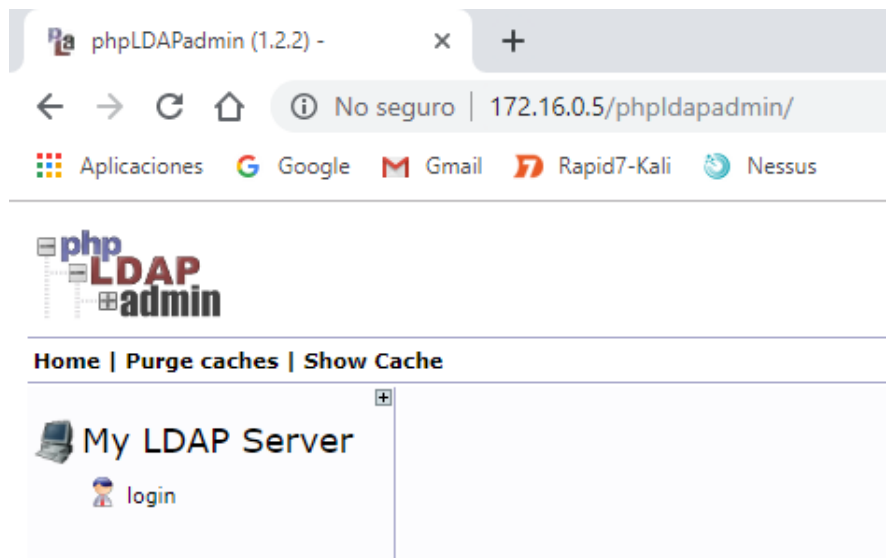 phpLDAPadmin (1.2.2) -
No seguro | 172.16.0.5/phpldapadmin/
Aplicaciones Google Gmail Rapid7-Kali Nessus
php
LDAP
admin
Home | Purge caches | Show Cache
My LDAP Server
login